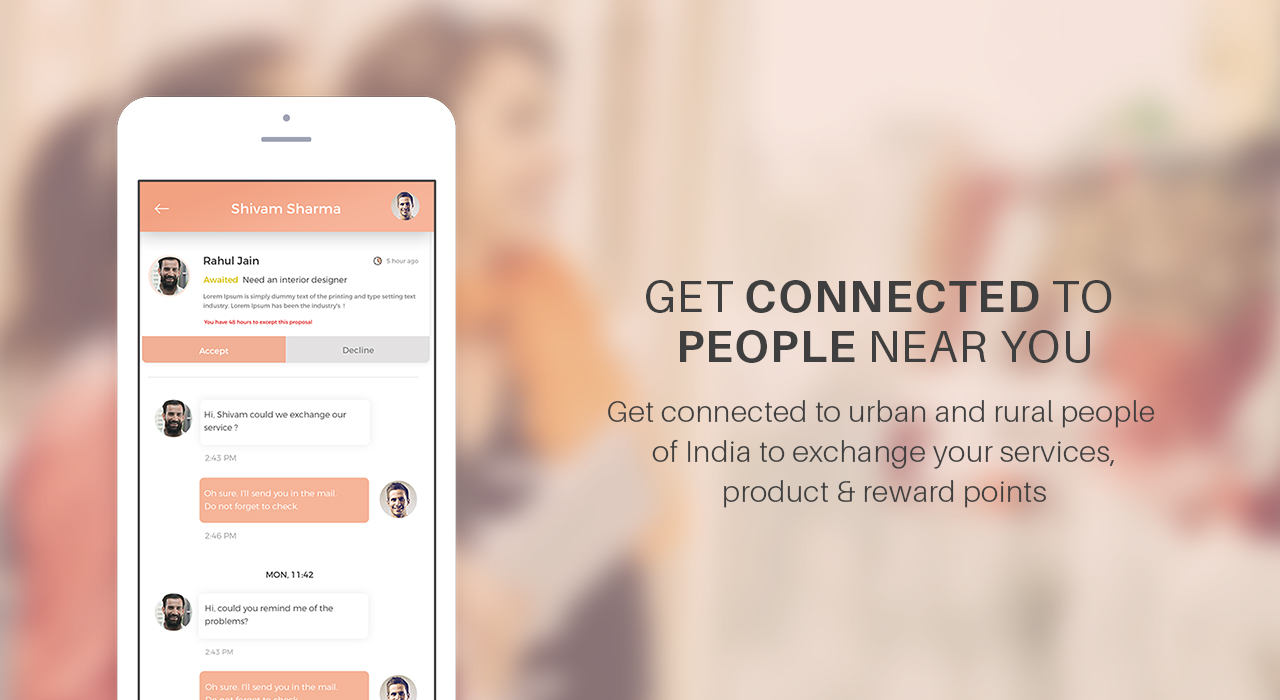 Shivam Sharma
Rahul Jain
5 hour ago
Awaited Need an interior designer
Lorem Ipsum is simply dummy text of the printing and type setting text
industry. Lorem Ipsum has been the industry's !
You have 48 hours to except this proposal
Accept
Decline
Hi, Shivam could we exchange our
service ?
2:43 PM
Oh sure. I'll send you in the mail.
Do not forget to check.
2:46 PM
MON, 11:42
Hi, could you remind me of the
problems?
2:43 PM
Oh sure. I'll send you in the mail.
Do not forget to check.
GET CONNECTED TO
PEOPLE NEAR YOU
Get connected to urban and rural people
of India to exchange your services,
product & reward points